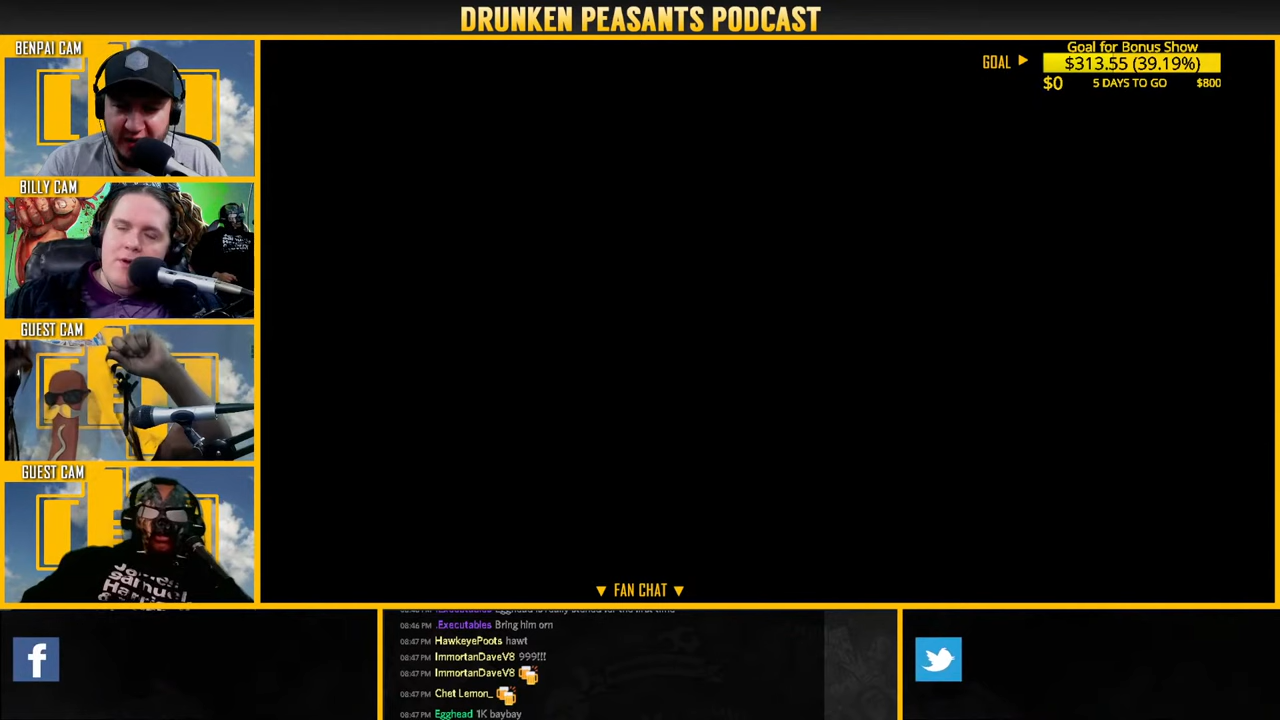 DRUNKEN PEASANTS PODCAST
BENPAI CAM
GOAL ▶
Goal for Bonus Show
$313.55 (39.19%)
$0 5 DAYS TO GO $800
BILLY CAM
GUEST CAM
GUEST CAM
James
samuel
▼ FAN CHAT ▼
08:46 PM .Executables Bring him orn
08:47 PM HawkeyePoots hawt
08:47 PM ImmortanDaveV8 999!!!
08:47 PM ImmortanDaveV8
08:47 PM Chet Lemon_
08:47 PM Egghead 1K baybay